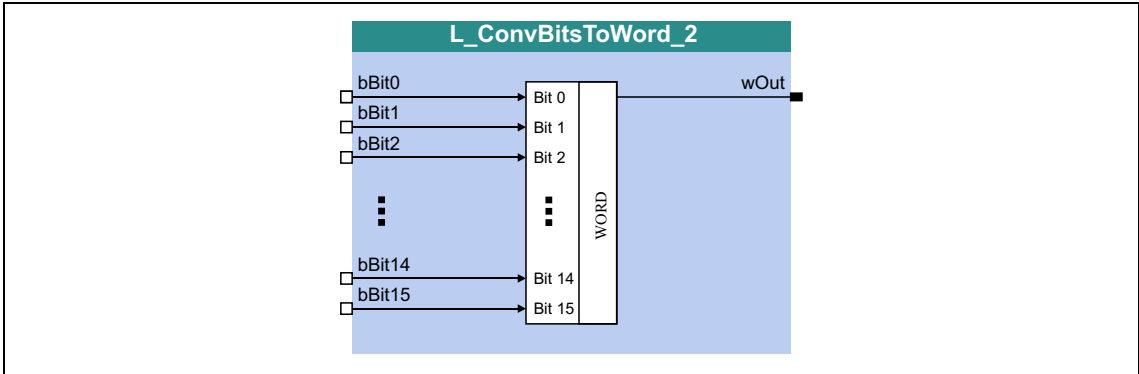 L_ConvBitsToWord_2
bBit0
wOut
Bit 0
bBit1
Bit 1
bBit2
Bit 2
WORD
bBit14
Bit 14
bBit15
Bit 15